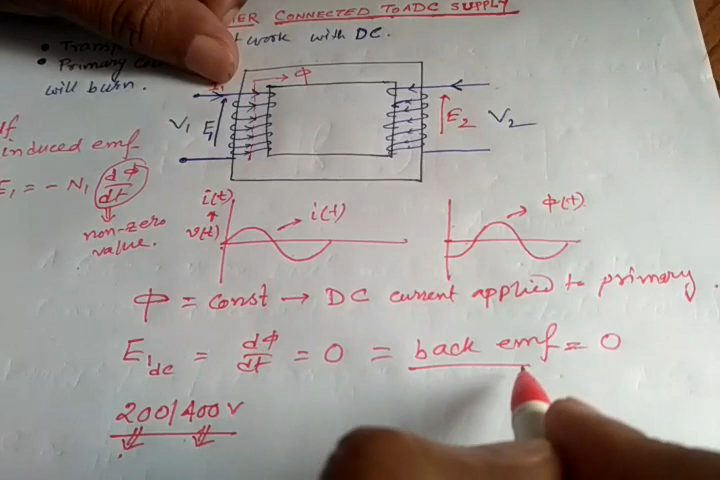 CONNECTED TO A DC SUPPLY
work with DC.
• Primary
will burn.
induced emf
E₁ = - N₁ dφ/dt
non-zero value.
φ
V₁ E₁
E₂ V₂
i(t)
v(t)
i(t)
φ(t)
φ = const → DC current applied to primary.
E₁dc = dφ/dt = 0 = back emf = 0
200/400 V